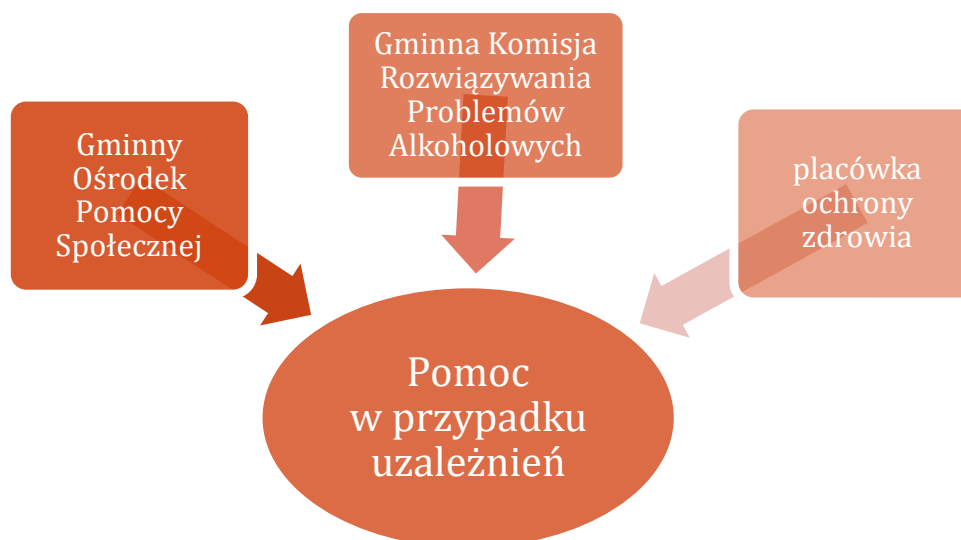 Gminny
Ośrodek
Pomocy
Społecznej
Gminna Komisja
Rozwiązywania
Problemów
Alkoholowych
placówka
ochrony
zdrowia
Pomoc
w przypadku
uzależnień